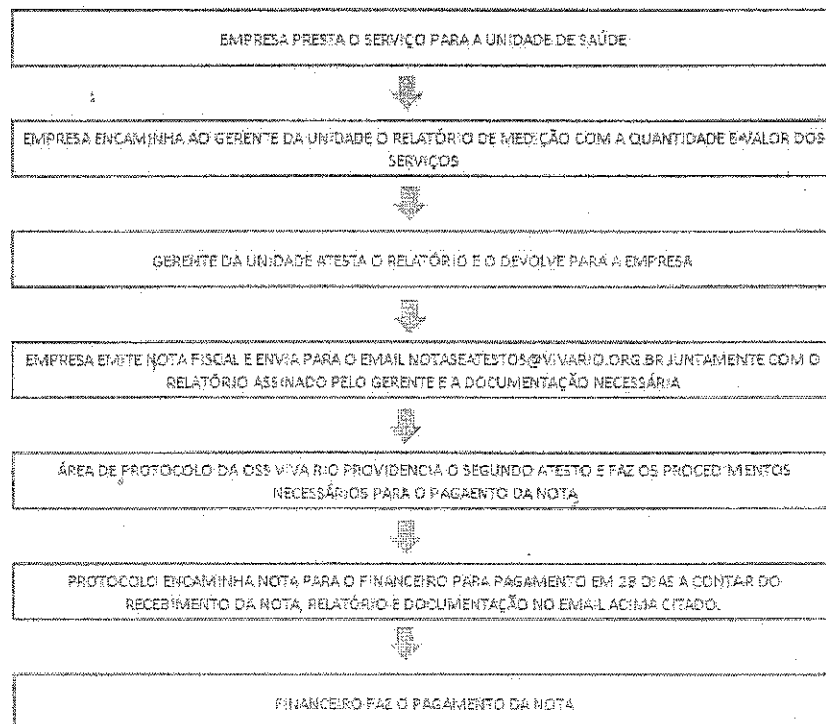 EMPRESA PRESTA O SERVIÇO PARA A UNIDADE DE SAÚDE
EMPRESA ENCAMINHA AO GERENTE DA UNIDADE O RELATÓRIO DE MEDIÇÃO COM A QUANTIDADE E VALOR DOS
SERVIÇOS
GERENTE DA UNIDADE ATESTA O RELATÓRIO E O DEVOLVE PARA A EMPRESA
EMPRESA EMITE NOTA FISCAL E ENVIA PARA O EMAIL NOTASEATESTOS@VIVARIO.ORG.BR JUNTAMENTE COM O
RELATÓRIO ASSINADO PELO GERENTE E A DOCUMENTAÇÃO NECESSÁRIA
ÁREA DE PROTOCOLO DA OSS VIVA RIO PROVIDENCIA O SEGUNDO ATESTO E FAZ OS PROCEDIMENTOS
NECESSÁRIOS PARA O PAGAENTO DA NOTA
PROTOCOLO ENCAMINHA NOTA PARA O FINANCEIRO PARA PAGAMENTO EM 28 DIAS A CONTAR DO
RECEBIMENTO DA NOTA, RELATÓRIO E DOCUMENTAÇÃO NO EMAIL ACIMA CITADO.
FINANCEIRO FAZ O PAGAMENTO DA NOTA